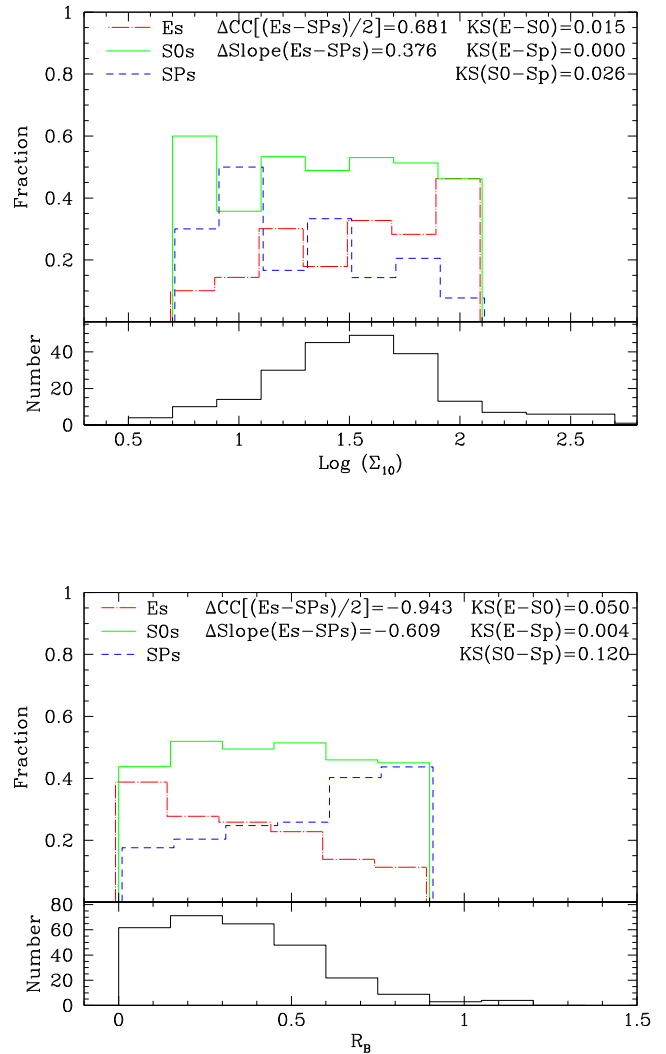 1
Es ΔCC[(Es−SPs)/2]=0.681 KS(E−S0)=0.015
S0s ΔSlope(Es−SPs)=0.376 KS(E−Sp)=0.000
SPs KS(S0−Sp)=0.026
0.8
0.6
0.4
0.2
Fraction
40
20
0
Number
0.5 1 1.5 2 2.5
Log (Σ10)
1
Es ΔCC[(Es−SPs)/2]=−0.943 KS(E−S0)=0.050
S0s ΔSlope(Es−SPs)=−0.609 KS(E−Sp)=0.004
SPs KS(S0−Sp)=0.120
0.8
0.6
0.4
0.2
Fraction
80
60
40
20
0
Number
0 0.5 1 1.5
RB